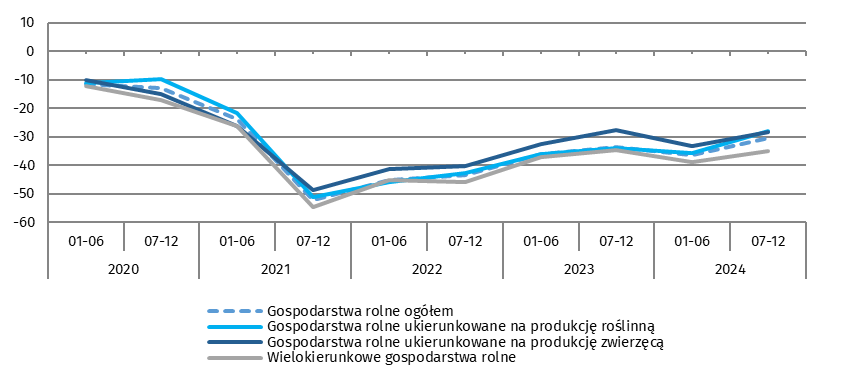 10
0
-10
-20
-30
-40
-50
-60
01-06 07-12 01-06 07-12 01-06 07-12 01-06 07-12 01-06 07-12
2020 2021 2022 2023 2024
Gospodarstwa rolne ogółem
Gospodarstwa rolne ukierunkowane na produkcję roślinną
Gospodarstwa rolne ukierunkowane na produkcję zwierzęcą
Wielokierunkowe gospodarstwa rolne